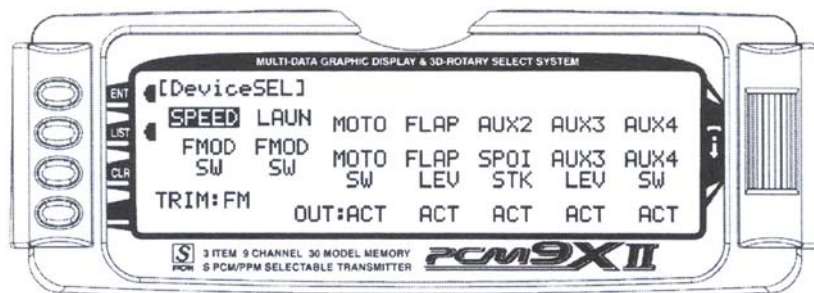 MULTI-DATA GRAPHIC DISPLAY & 3D-ROTARY SELECT SYSTEM
ENT
LIST
CLR
[DeviceSEL]
SPEED LAUN MOTO FLAP AUX2 AUX3 AUX4
FMOD FMOD MOTO FLAP SPOI AUX3 AUX4
SW SW SW LEV STK LEV SW
TRIM:FM
OUT:ACT ACT ACT ACT ACT
S PCM
3 ITEM 9 CHANNEL 30 MODEL MEMORY
S PCM/PPM SELECTABLE TRANSMITTER
PCM9X II